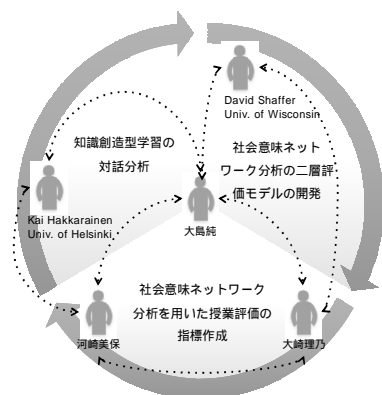 David Shaffer
Univ. of Wisconsin
知識創造型学習の
対話分析
社会意味ネット
ワーク分析の二層評
価モデルの開発
Kai Hakkarainen
Univ. of Helsinki
大島純
社会意味ネットワーク
分析を用いた授業評価の
指標作成
河崎美保
大崎理乃